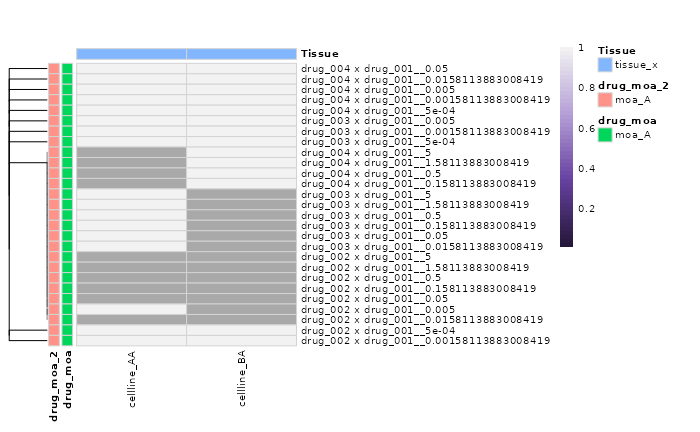 Tissue
drug_004 x drug_001__0.05
drug_004 x drug_001__0.0158113883008419
drug_004 x drug_001__0.005
drug_004 x drug_001__0.00158113883008419
drug_004 x drug_001__5e-04
drug_003 x drug_001__0.005
drug_003 x drug_001__0.00158113883008419
drug_003 x drug_001__5e-04
drug_004 x drug_001__5
drug_004 x drug_001__1.58113883008419
drug_004 x drug_001__0.5
drug_004 x drug_001__0.158113883008419
drug_003 x drug_001__5
drug_003 x drug_001__1.58113883008419
drug_003 x drug_001__0.5
drug_003 x drug_001__0.158113883008419
drug_003 x drug_001__0.05
drug_003 x drug_001__0.0158113883008419
drug_002 x drug_001__5
drug_002 x drug_001__1.58113883008419
drug_002 x drug_001__0.5
drug_002 x drug_001__0.158113883008419
drug_002 x drug_001__0.05
drug_002 x drug_001__0.005
drug_002 x drug_001__0.0158113883008419
drug_002 x drug_001__5e-04
drug_002 x drug_001__0.00158113883008419
drug_moa_2
drug_moa
cellline_AA
cellline_BA
1
0.8
0.6
0.4
0.2
Tissue
tissue_x
drug_moa_2
moa_A
drug_moa
moa_A